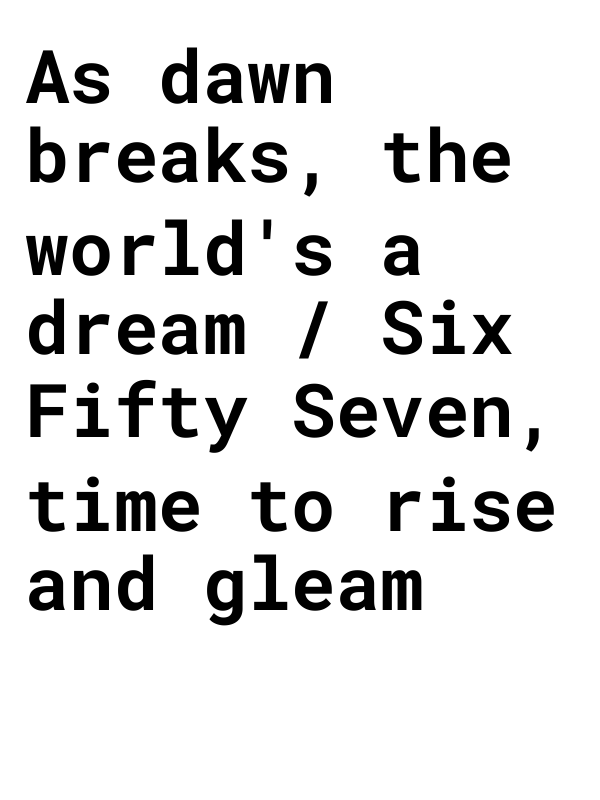 As dawn
breaks, the
world's a
dream / Six
Fifty Seven,
time to rise
and gleam